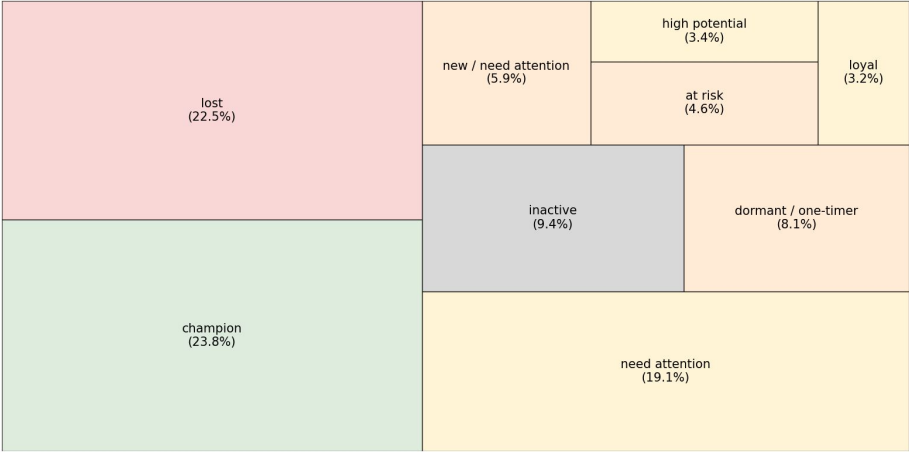 lost
(22.5%)
champion
(23.8%)
new / need attention
(5.9%)
high potential
(3.4%)
at risk
(4.6%)
loyal
(3.2%)
inactive
(9.4%)
dormant / one-timer
(8.1%)
need attention
(19.1%)